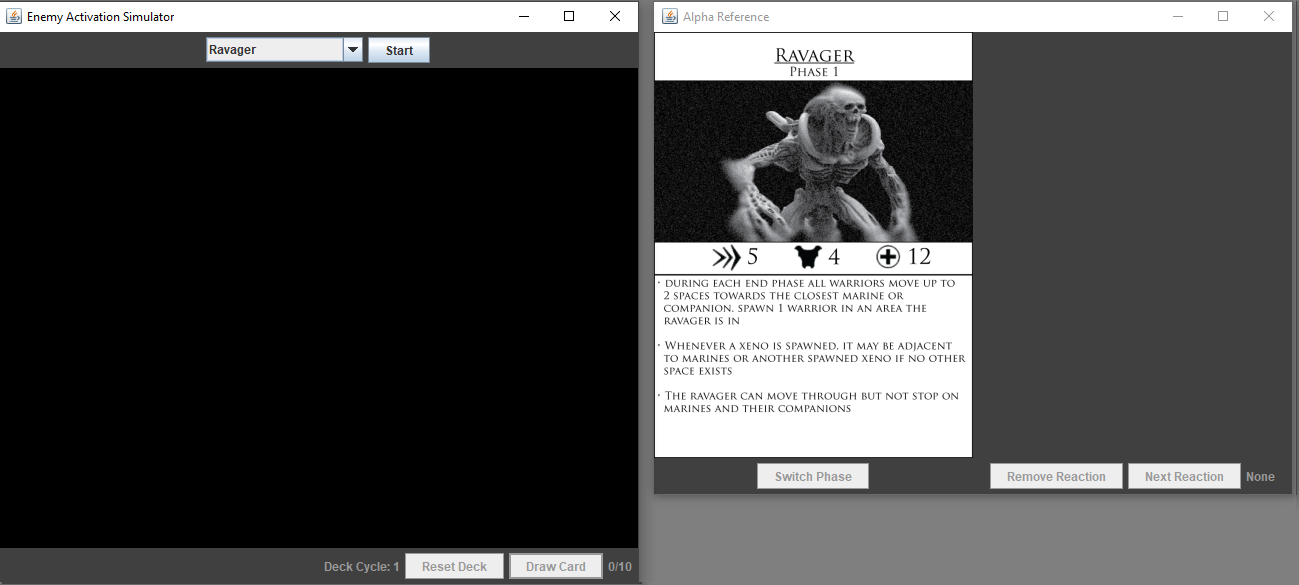 Enemy Activation Simulator
Ravager
Start
Deck Cycle: 1
Reset Deck
Draw Card
0/10
Alpha Reference
Ravager
Phase 1
5
4
12
· during each end phase all warriors move up to
2 spaces towards the closest marine or
companion. spawn 1 warrior in an area the
ravager is in
· Whenever a xeno is spawned, it may be adjacent
to marines or another spawned xeno if no other
space exists
· The ravager can move through but not stop on
marines and their companions
Switch Phase
Remove Reaction
Next Reaction
None